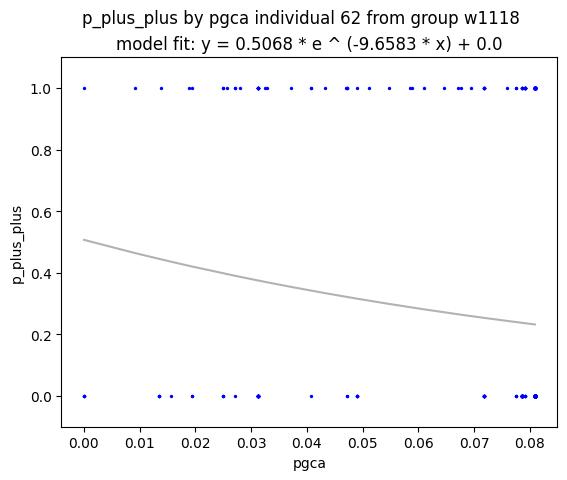 p_plus_plus by pgca individual 62 from group w1118
model fit: y = 0.5068 * e ^ (-9.6583 * x) + 0.0
1.0
0.8
0.6
0.4
0.2
0.0
p_plus_plus
0.00 0.01 0.02 0.03 0.04 0.05 0.06 0.07 0.08
pgca